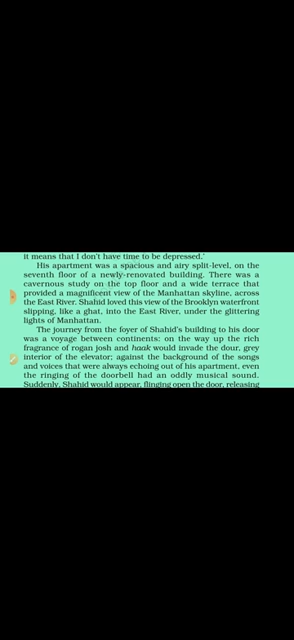 it means that I don't have time to be depressed.'
His apartment was a spacious and airy split-level, on the
seventh floor of a newly-renovated building. There was a
cavernous study on the top floor and a wide terrace that
provided a magnificent view of the Manhattan skyline, across
the East River. Shahid loved this view of the Brooklyn waterfront
slipping, like a ghat, into the East River, under the glittering
lights of Manhattan.
The journey from the foyer of Shahid's building to his door
was a voyage between continents: on the way up the rich
fragrance of rogan josh and haak would invade the dour, grey
interior of the elevator; against the background of the songs
and voices that were always echoing out of his apartment, even
the ringing of the doorbell had an oddly musical sound.
Suddenly, Shahid would appear, flinging open the door, releasing